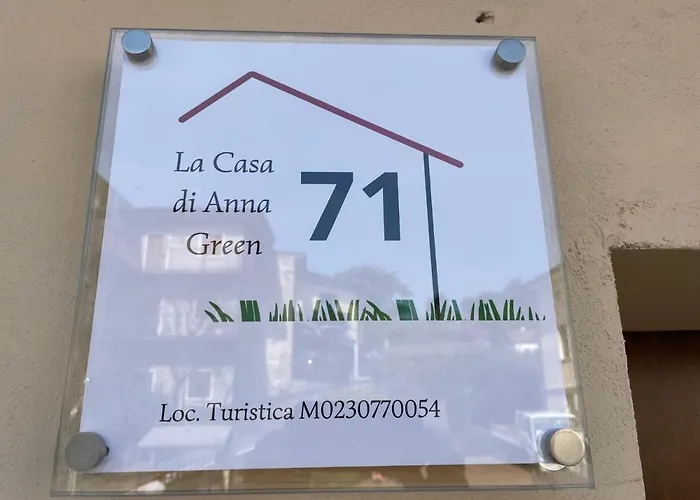 La Casa
di Anna
Green
71
Loc. Turistica M0230770054